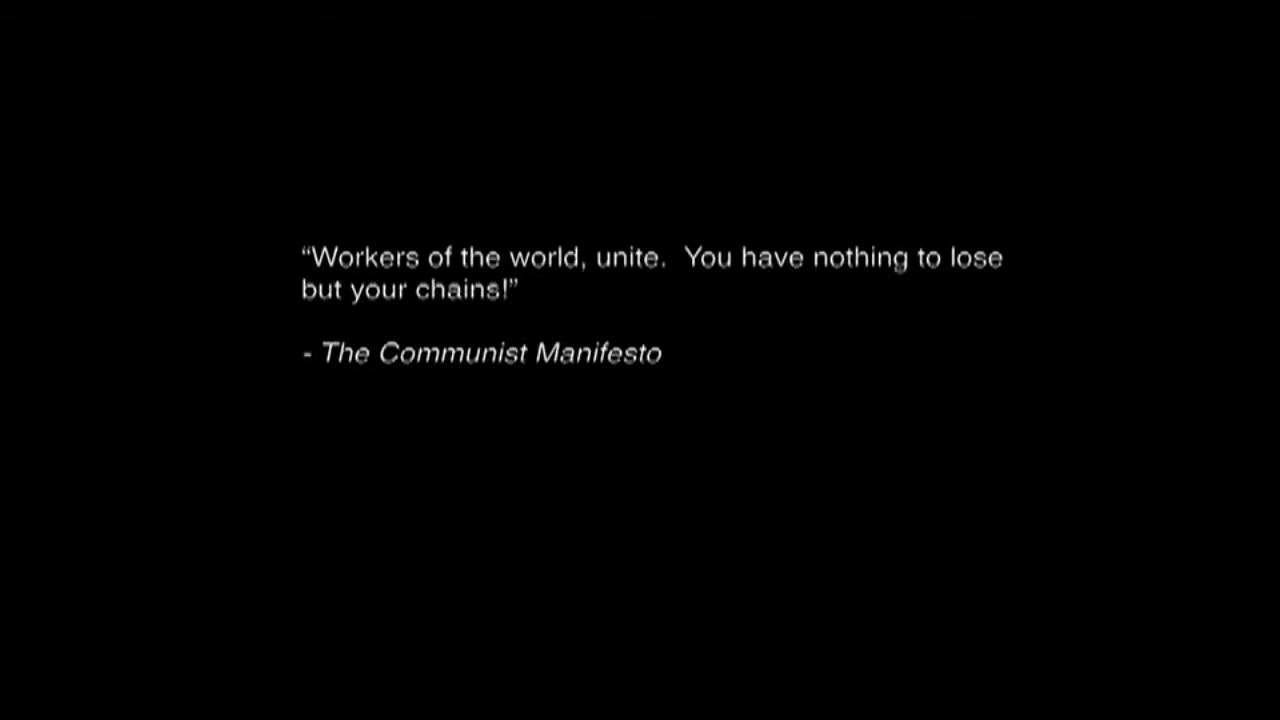 “Workers of the world, unite.  You have nothing to lose
but your chains!”
- The Communist Manifesto